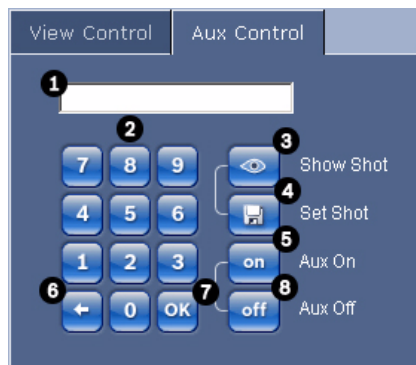 View Control Aux Control
1
2
3
7 8 9 Show Shot
4
4 5 6 Set Shot
5
1 2 3 on Aux On
6 7 8
0 OK off Aux Off